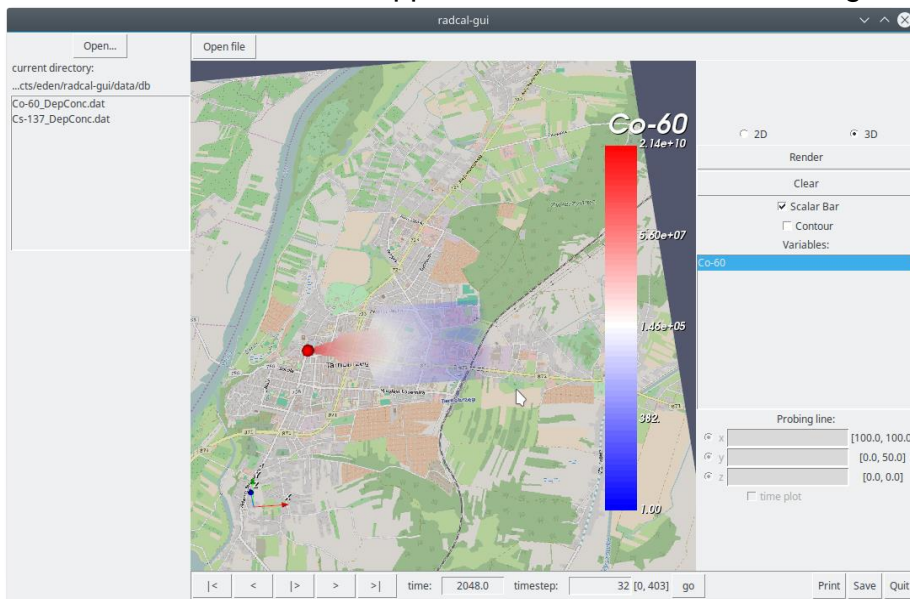 radcal-gui
Open...
Open file
current directory:
...cts/eden/radcal-gui/data/db
Co-60_DepConc.dat
Cs-137_DepConc.dat
Co-60
2.14e+10
5.60e+07
1.46e+05
382.
1.00
2D
3D
Render
Clear
Scalar Bar
Contour
Variables:
Co-60
Probing line:
x
[100.0, 100.0
y
[0.0, 50.0]
z
[0.0, 0.0]
time plot
|<
<
|>
>
>|
time:
2048.0
timestep:
32 [0, 403]
go
Print
Save
Quit